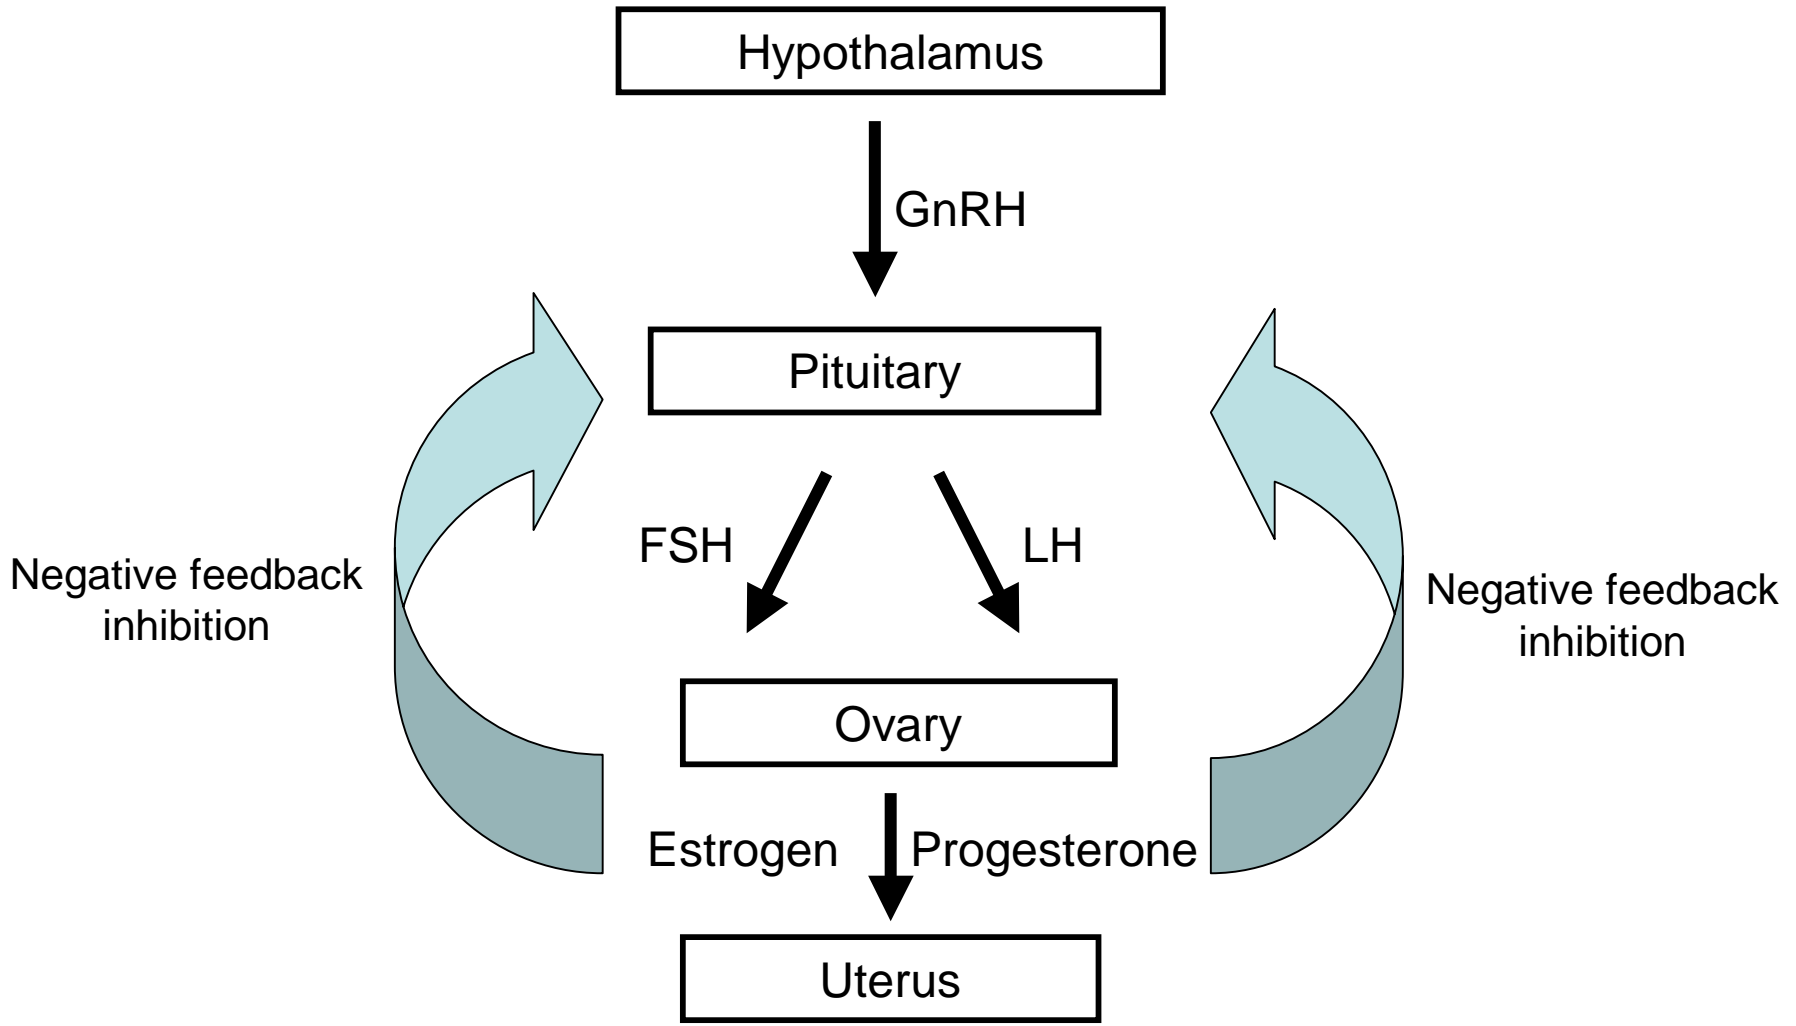 Hypothalamus
GnRH
Pituitary
FSH
LH
Negative feedback
inhibition
Negative feedback
inhibition
Ovary
Estrogen
Progesterone
Uterus